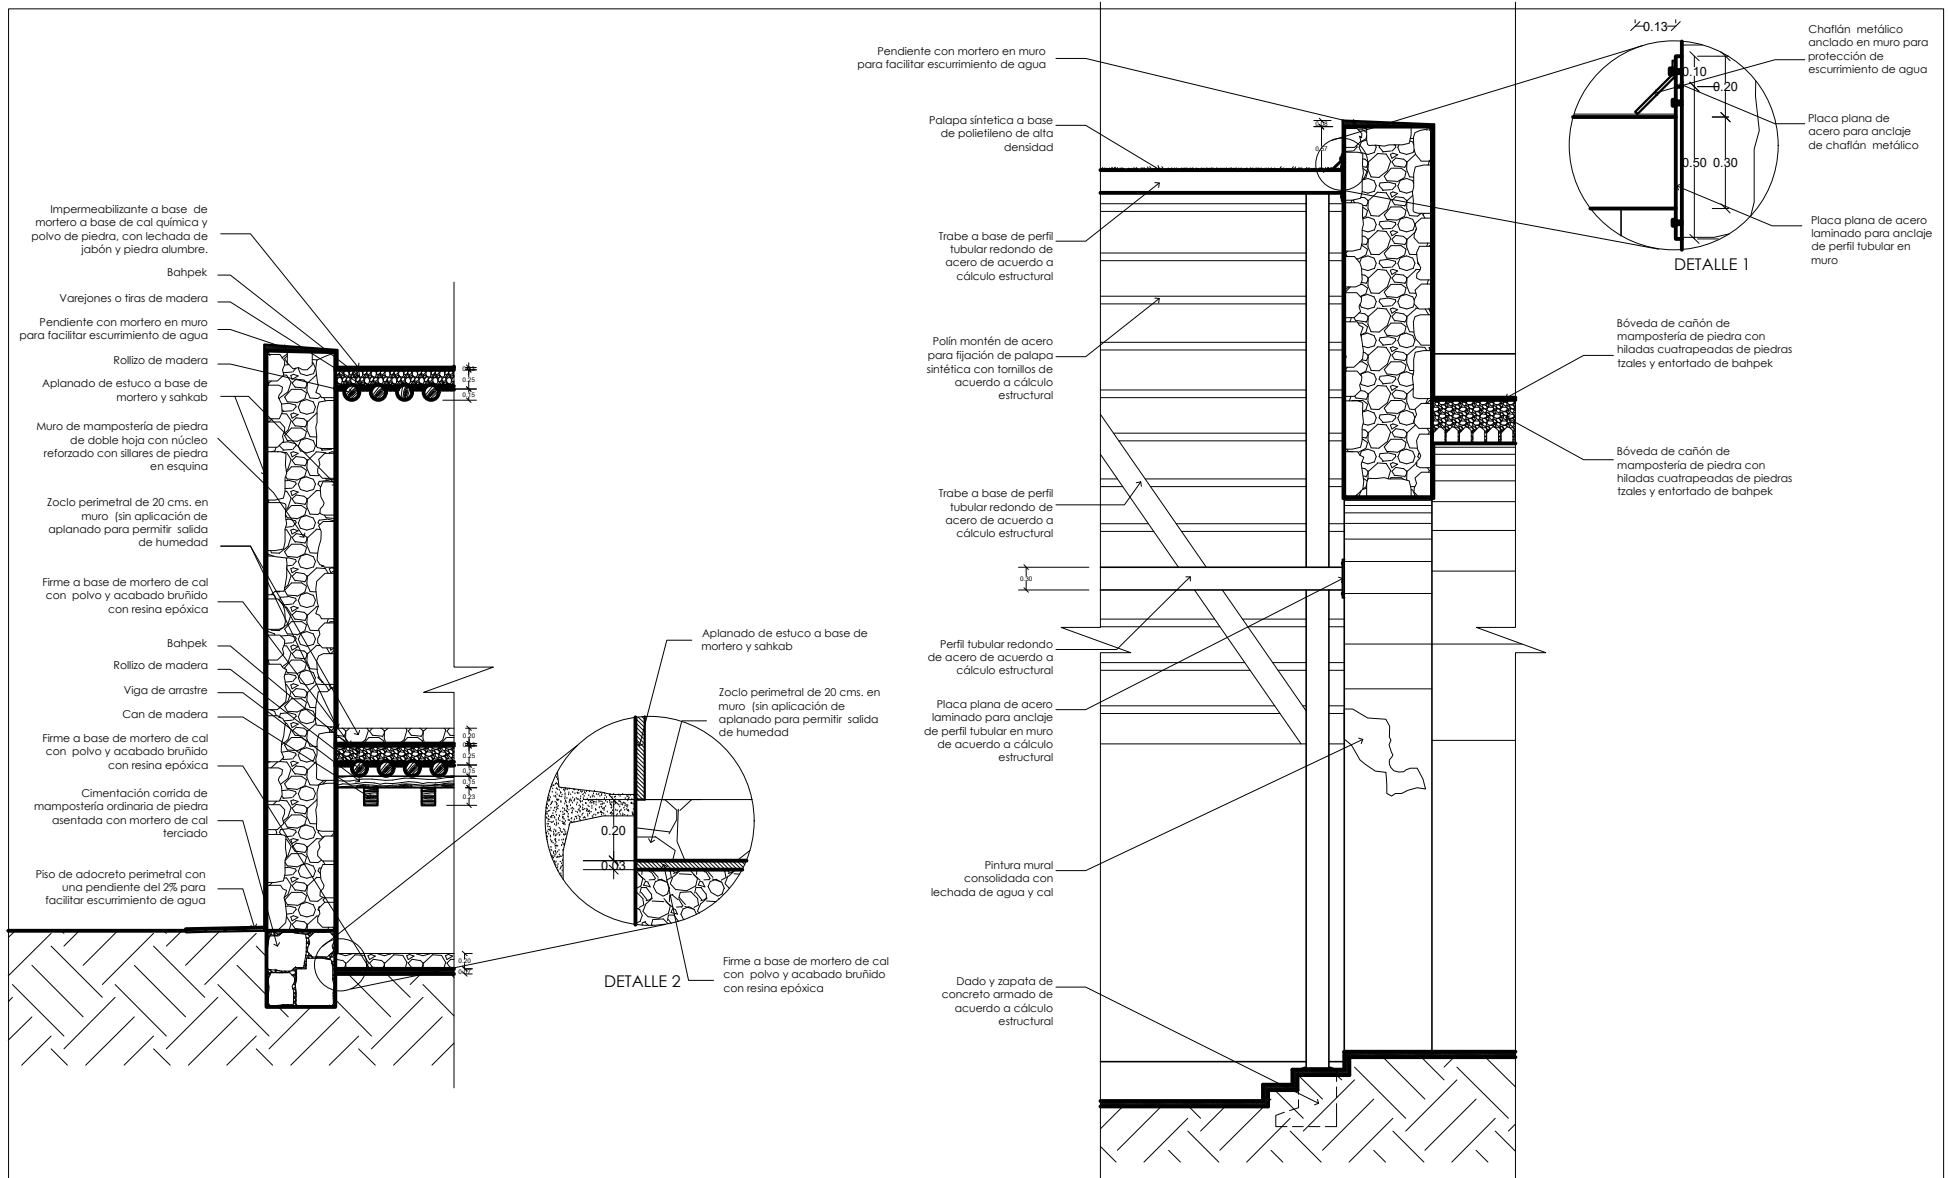 Impermeabilizante a base de
mortero a base de cal química y
polvo de piedra, con lechada de
jabón y piedra alumbre.
Bahpek
Varejones o tiras de madera
Pendiente con mortero en muro
para facilitar escurrimiento de agua
Rollizo de madera
Aplanado de estuco a base de
mortero y sahkab
Muro de mampostería de piedra
de doble hoja con núcleo
reforzado con sillares de piedra
en esquina
Zoclo perimetral de 20 cms. en
muro (sin aplicación de
aplanado para permitir salida
de humedad
Firme a base de mortero de cal
con polvo y acabado bruñido
con resina epóxica
Bahpek
Rollizo de madera
Viga de arrastre
Can de madera
Firme a base de mortero de cal
con polvo y acabado bruñido
con resina epóxica
Cimentación corrida de
mampostería ordinaria de piedra
asentada con mortero de cal
terciado
Piso de adocreto perimetral con
una pendiente del 2% para
facilitar escurrimiento de agua
0.25
0.15
0.20
0.25
0.15
0.15
0.23
0.20
Aplanado de estuco a base de
mortero y sahkab
Zoclo perimetral de 20 cms. en
muro (sin aplicación de
aplanado para permitir salida
de humedad
0.20
0.03
Firme a base de mortero de cal
con polvo y acabado bruñido
con resina epóxica
DETALLE 2
Pendiente con mortero en muro
para facilitar escurrimiento de agua
Palapa síntetica a base
de polietileno de alta
densidad
Trabe a base de perfil
tubular redondo de
acero de acuerdo a
cálculo estructural
Polín montén de acero
para fijación de palapa
sintética con tornillos de
acuerdo a cálculo
estructural
Trabe a base de perfil
tubular redondo de
acero de acuerdo a
cálculo estructural
0.30
Perfil tubular redondo
de acero de acuerdo a
cálculo estructural
Placa plana de acero
laminado para anclaje
de perfil tubular en muro
de acuerdo a cálculo
estructural
Pintura mural
consolidada con
lechada de agua y cal
Dado y zapata de
concreto armado de
acuerdo a cálculo
estructural
0.13
0.10
0.20
0.50 0.30
DETALLE 1
Chaflán metálico
anclado en muro para
protección de
escurrimiento de agua
Placa plana de
acero para anclaje
de chaflán metálico
Placa plana de acero
laminado para anclaje
de perfil tubular en
muro
Bóveda de cañón de
mampostería de piedra con
hiladas cuatrapeadas de piedras
tzales y entortado de bahpek
Bóveda de cañón de
mampostería de piedra con
hiladas cuatrapeadas de piedras
tzales y entortado de bahpek